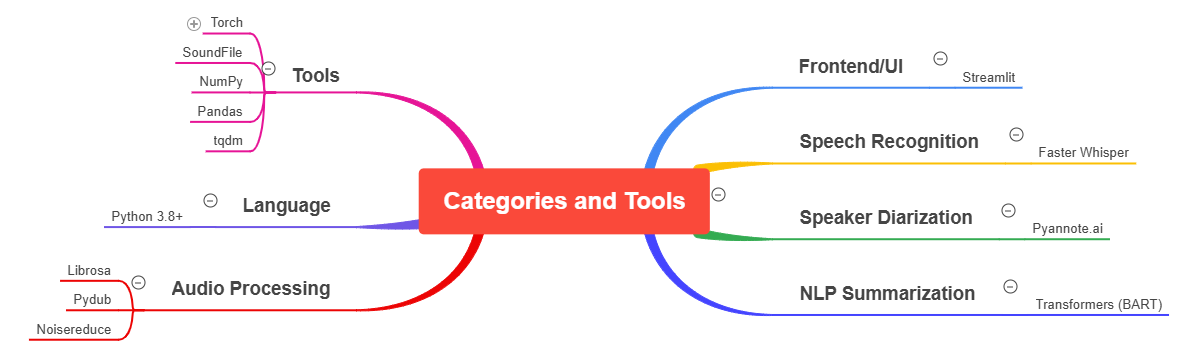 Categories and Tools
Frontend/UI
Streamlit
Speech Recognition
Faster Whisper
Speaker Diarization
Pyannote.ai
NLP Summarization
Transformers (BART)
Tools
Torch
SoundFile
NumPy
Pandas
tqdm
Language
Python 3.8+
Audio Processing
Librosa
Pydub
Noisereduce